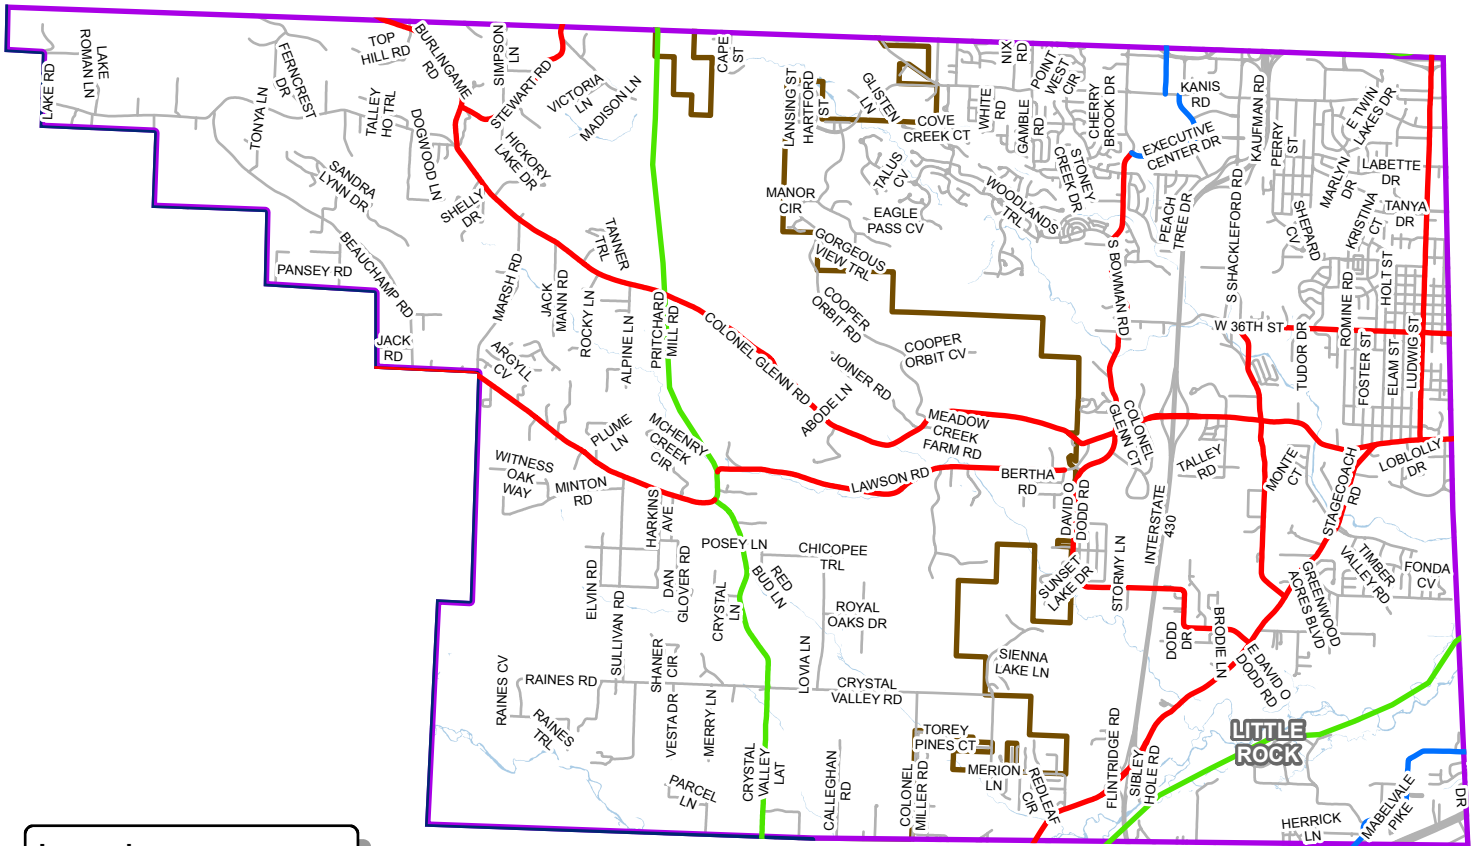 LAKE
ROMAN LN
LAKE RD
FERNCREST
DR
TOP
HILL RD
BURLINGAME
RD
SIMPSON
LN
STEWART RD
VICTORIA
LN
MADISON LN
CAPE
ST
LANSING ST
HARTFORD
ST
GLISTEN
LN
COVE
CREEK CT
WHITE
RD
NIX
RD
POINT
WEST
CIR
GAMBLE
RD
CHERRY
BROOK DR
KANIS
RD
EXECUTIVE
CENTER DR
KAUFMAN RD
PERRY
ST
E TWIN
LAKES DR
MARLYN
DR
LABETTE
DR
TANYA
DR
KRISTINA
CT
TONYA LN
TALLEY
HO TRL
DOGWOOD LN
HICKORY
LAKE DR
SANDRA
LYNN DR
SHELLY
DR
TANNER
TRL
MANOR
CIR
TALUS
CV
EAGLE
PASS CV
WOODLANDS
TRL
STONEY
CREEK DR
PEACH
TREE DR
S SHACKLEFORD RD
SHEPARD
CV
BEAUCHAMP RD
PANSEY RD
JACK
RD
MARSH RD
JACK
MANN RD
ROCKY LN
ALPINE LN
PRITCHARD
MILL RD
GORGEOUS
VIEW TRL
COOPER
ORBIT RD
COOPER
ORBIT CV
S BOWMAN RD
W 36TH ST
TUDOR DR
ROMINE RD
HOLT ST
FOSTER ST
ELAM ST
LUDWIG ST
ARGYLL
CV
COLONEL GLENN RD
JOINER RD
ABODE LN
MEADOW
CREEK
FARM RD
COLONEL
GLENN CT
TALLEY
RD
MONTE
CT
STAGECOACH
RD
LOBLOLLY
DR
PLUME
LN
MCHENRY
CREEK
CIR
WITNESS
OAK
WAY
MINTON
RD
HARKINS
AVE
LAWSON RD
BERTHA
RD
DAVID O
DODD RD
INTERSTATE
430
POSEY LN
CHICOPEE
TRL
RED
BUD LN
ELVIN RD
DAN
GLOVER RD
CRYSTAL
LN
ROYAL
OAKS DR
SUNSET
LAKE DR
STORMY LN
DODD
DR
BRODIE LN
GREENWOOD
ACRES BLVD
TIMBER
VALLEY RD
FONDA
CV
SULLIVAN RD
SHANER
CIR
LOVIA LN
SIENNA
LAKE LN
E DAVID O
DODD RD
RAINES CV
RAINES RD
RAINES
TRL
VESTA DR
MERRY LN
CRYSTAL
VALLEY RD
CRYSTAL
VALLEY
LAT
PARCEL
LN
CALLEGHAN
RD
COLONEL
MILLER RD
TOREY
PINES CT
MERION
LN
REDLEAF
CIR
FLINTRIDGE RD
SIBLEY
HOLE RD
LITTLE
ROCK
HERRICK
LN
MABELVALE
PIKE
DR